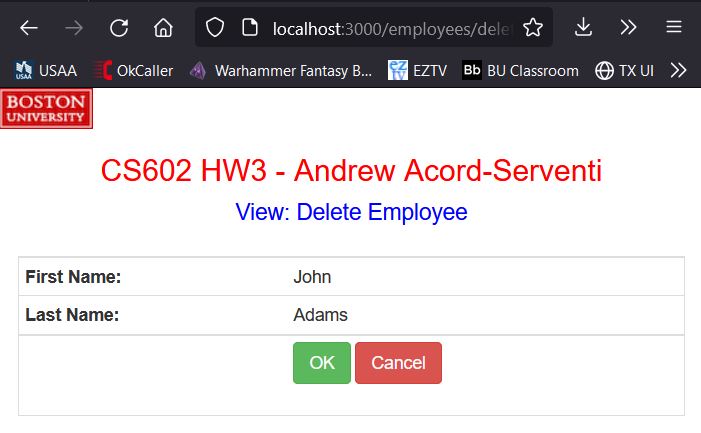 localhost:3000/employees/delet
USAA USAA OkCaller Warhammer Fantasy B... EZTV EZTV Bb BU Classroom TX UI
BOSTON
UNIVERSITY
CS602 HW3 - Andrew Acord-Serventi
View: Delete Employee
First Name: John
Last Name: Adams
OK Cancel